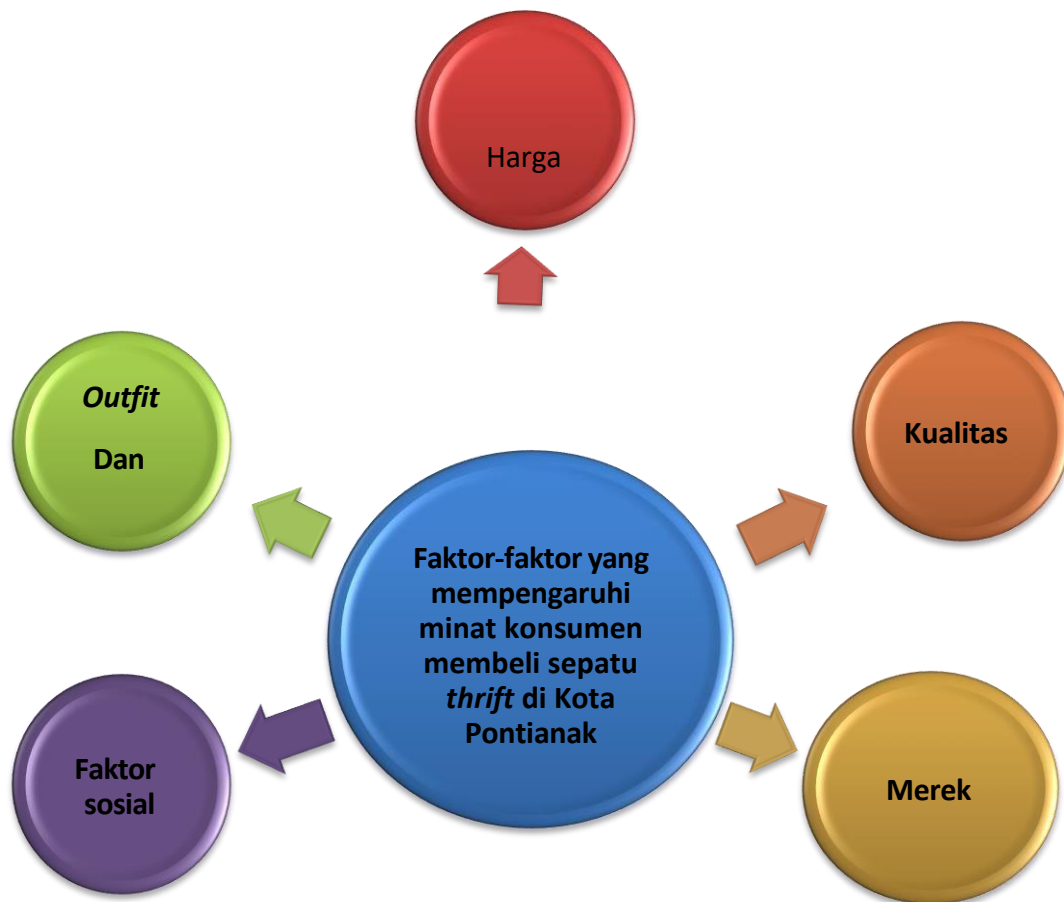 Harga
Outfit
Dan
Kualitas
Faktor-faktor yang
mempengaruhi
minat konsumen
membeli sepatu
thrift di Kota
Pontianak
Faktor
sosial
Merek